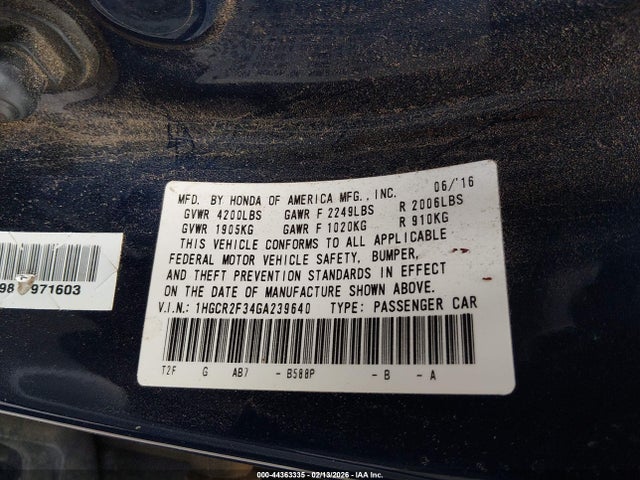 MFD. BY HONDA OF AMERICA MFG., INC. 06/'16
GVWR 4200LBS GAWR F 2249LBS R 2006LBS
GVWR 1905KG GAWR F 1020KG R 910KG
THIS VEHICLE CONFORMS TO ALL APPLICABLE
FEDERAL MOTOR VEHICLE SAFETY, BUMPER,
AND THEFT PREVENTION STANDARDS IN EFFECT
ON THE DATE OF MANUFACTURE SHOWN ABOVE.
V.I.N.: 1HGCR2F34GA239640 TYPE: PASSENGER CAR
T2F G AB7 - B588P - B - A
971603
000-44363335 - 02/13/2026 - IAA Inc.